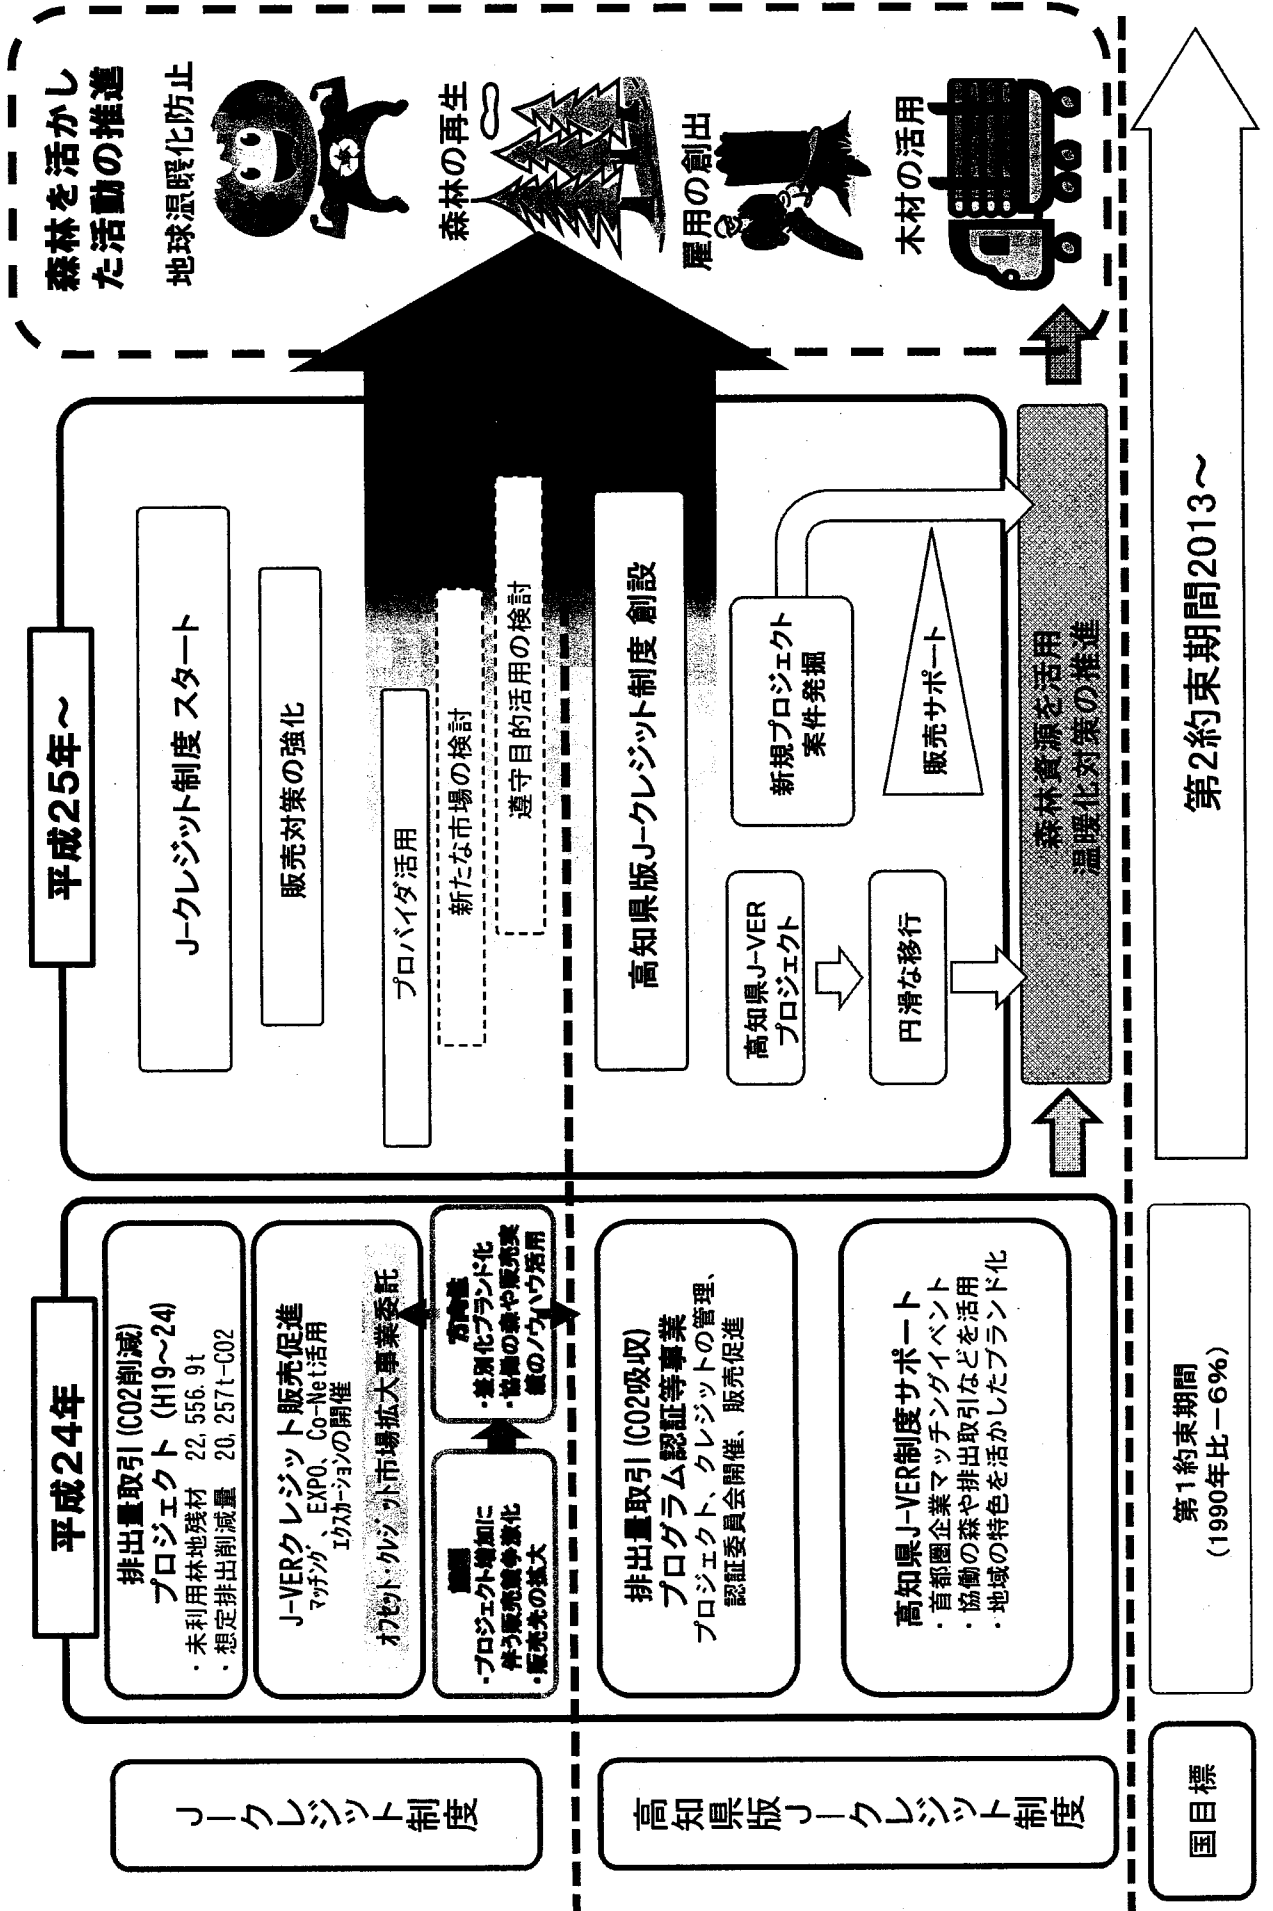 平成24年
平成25年～
森林を活かし
た活動の推進
Jークレジット制度
排出量取引(CO2削減)
プロジェクト (H19～24)
・未利用林地残材 22,556.9t
・想定排出削減量 20,257t-CO2
J-VERクレジット販売促進
マッチング、EXPO、Co-Net活用
エクスカーションの開催
オフセット・クレジット市場拡大事業委託
・プロジェクト増加に
伴う販売競争激化
・販売先の拡大
方向性
・差別化ブランド化
・協働の森や販売実
績のノウハウ活用
J-クレジット制度 スタート
販売対策の強化
プロバイダ活用
新たな市場の検討
遵守目的活用の検討
高知県版Jークレジット制度
排出量取引(CO2吸収)
プログラム認証等事業
プロジェクト、クレジットの管理、
認証委員会開催、販売促進
高知県J-VER制度サポート
・首都圏企業マッチングイベント
・協働の森や排出取引などを活用
・地域の特色を活かしたブランド化
高知県版J-クレジット制度 創設
高知県J-VER
プロジェクト
円滑な移行
新規プロジェクト
案件発掘
販売サポート
森林資源を活用
温暖化対策の推進
地球温暖化防止
森林の再生
雇用の創出
木材の活用
国目標
第1約束期間
(1990年比－6%)
第2約束期間2013～